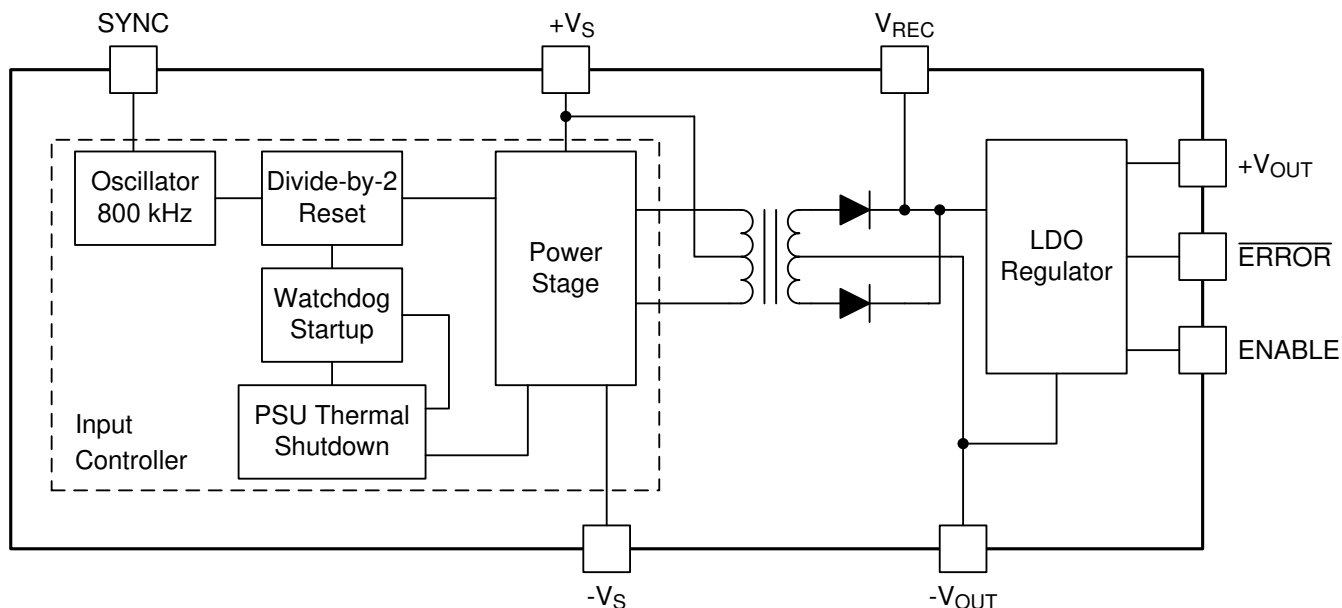 SYNC
+VS
VREC
Oscillator
800 kHz
Divide-by-2
Reset
Watchdog
Startup
PSU Thermal
Shutdown
Input
Controller
Power
Stage
LDO
Regulator
+VOUT
ERROR
ENABLE
-VS
-VOUT